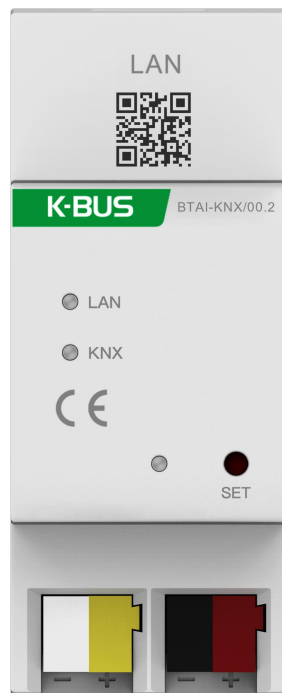 LAN
K-BUS
BTAI-KNX/00.2
LAN
KNX
CE
SET
− + − +